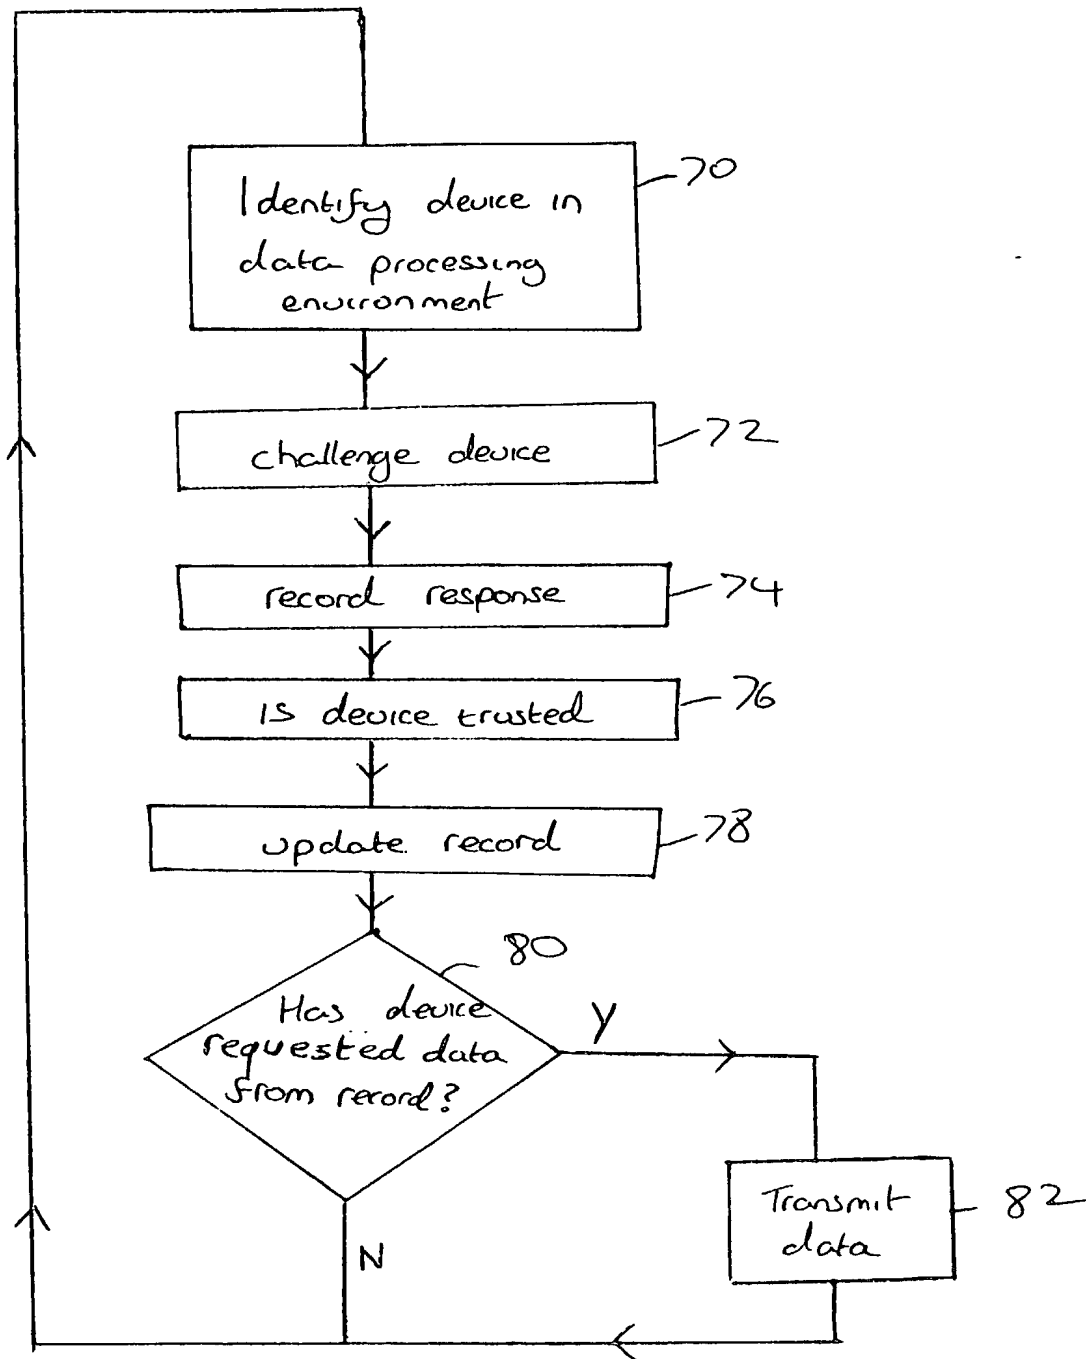 Identify device in
data processing
environment
70
challenge device
72
record response
74
is device trusted
76
update record
78
80
Has device
requested data
from record?
Y
Transmit
data
82
N